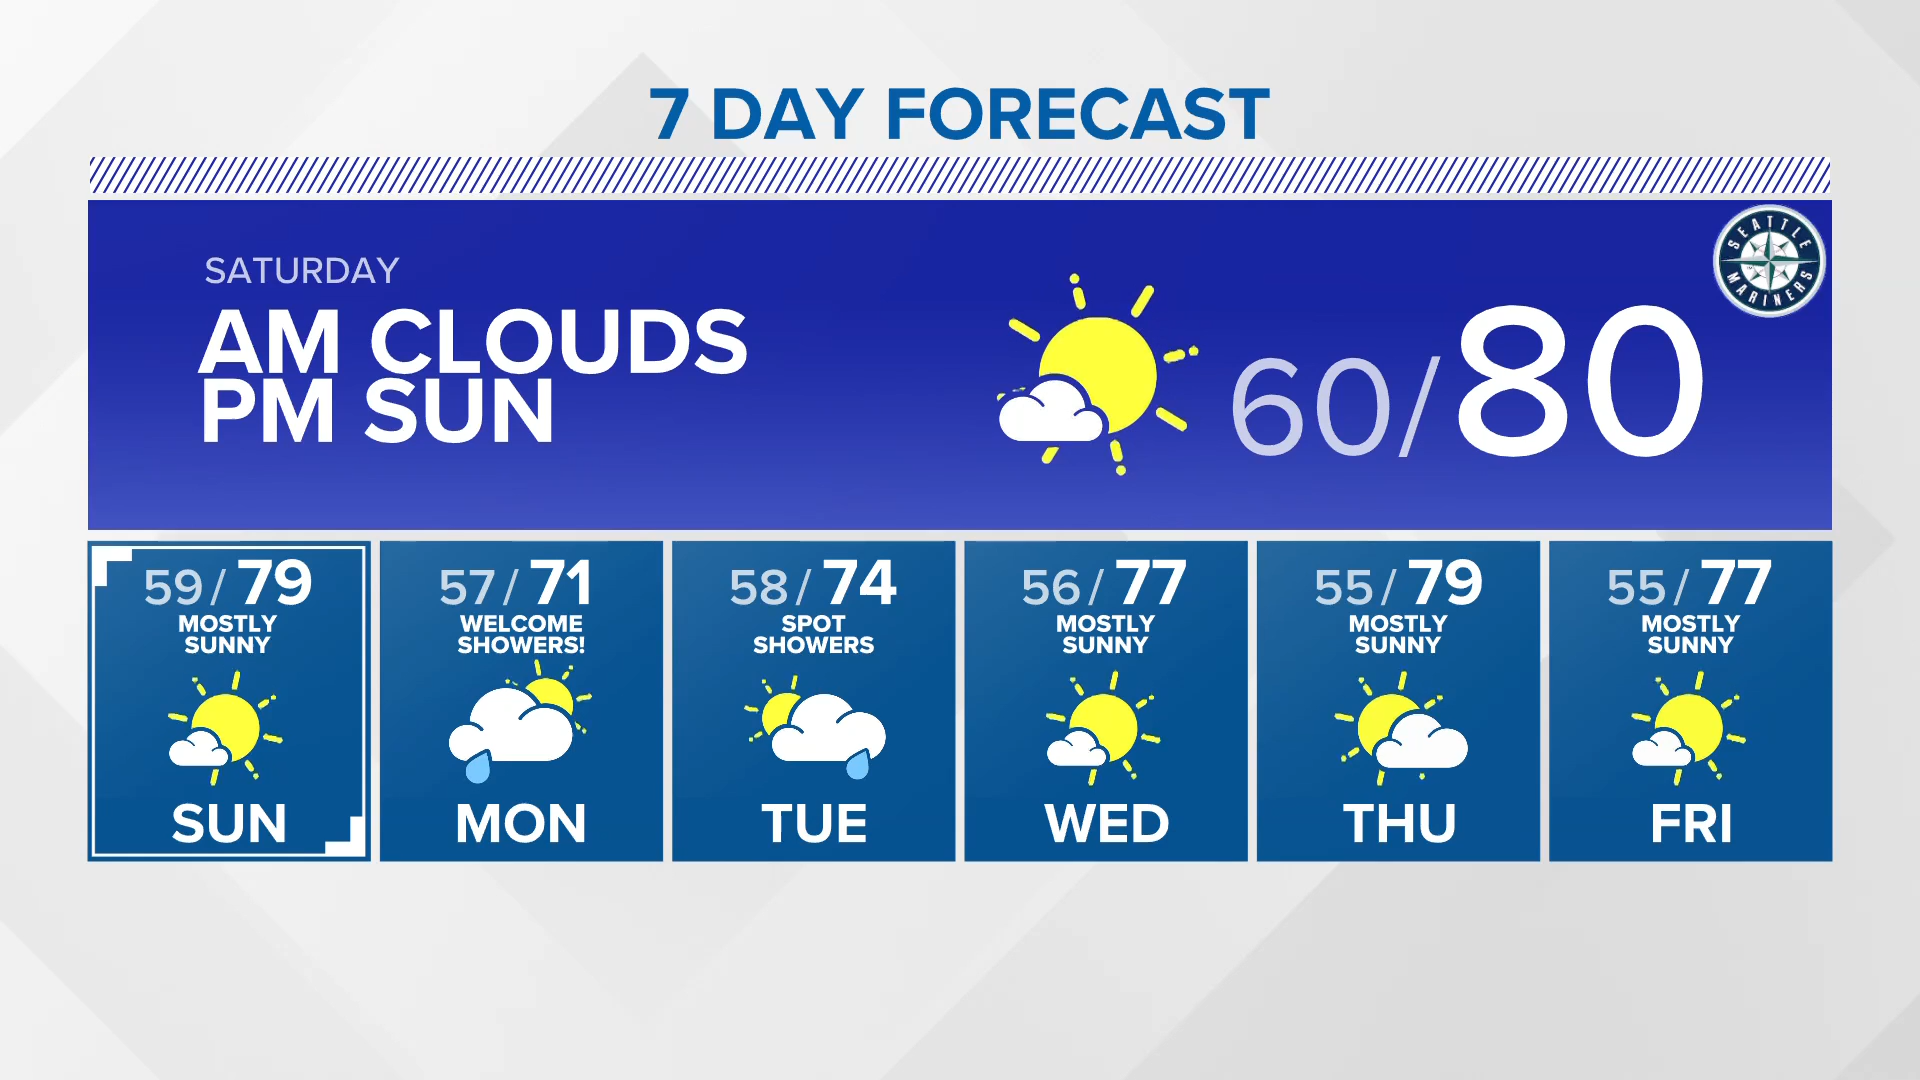 7 DAY FORECAST
SEATTLE
MARINERS
SATURDAY
AM CLOUDS
PM SUN
60/80
59/79
MOSTLY
SUNNY
SUN
57/71
WELCOME
SHOWERS!
MON
58/74
SPOT
SHOWERS
TUE
56/77
MOSTLY
SUNNY
WED
55/79
MOSTLY
SUNNY
THU
55/77
MOSTLY
SUNNY
FRI